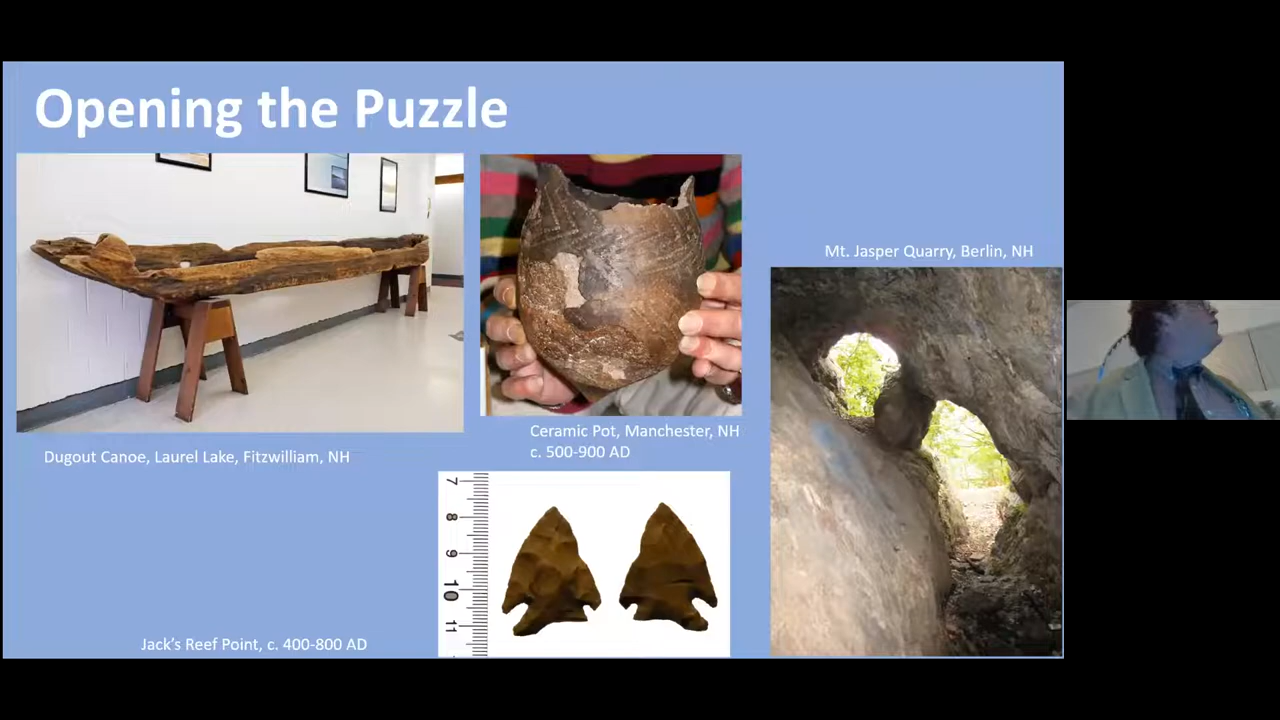 Opening the Puzzle
Mt. Jasper Quarry, Berlin, NH
Ceramic Pot, Manchester, NH
c. 500-900 AD
Dugout Canoe, Laurel Lake, Fitzwilliam, NH
7
8
9
10
11
Jack's Reef Point, c. 400-800 AD